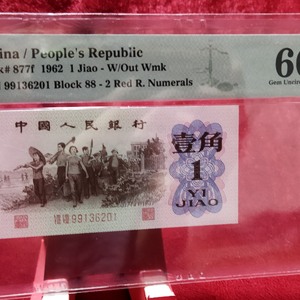 ina / People's Republic
k# 877f 1962 1 Jiao - W/Out Wmk
99136201 Block 88 - 2 Red R. Numerals
66
Gem Uncirc
中國人民銀行
壹角
1
YI
JIAO
99136201